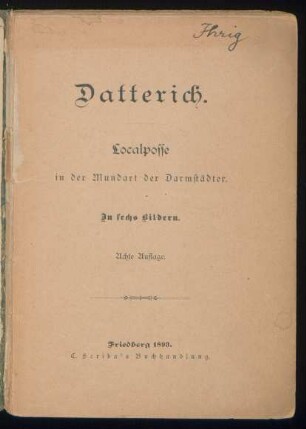 Ihrig
Datterich.
Localposse
in der Mundart der Darmstädter.
In sechs Bildern.
Achte Auflage.
Friedberg 1893.
C. Scriba's Buchhandlung.